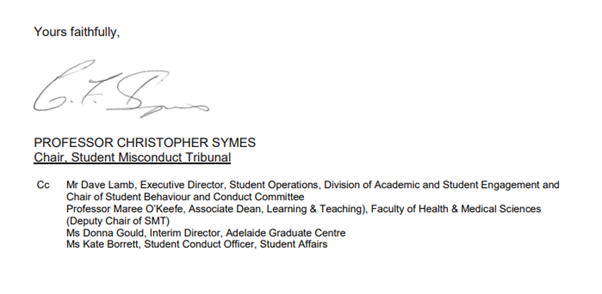 Yours faithfully,
C. F. Symes
PROFESSOR CHRISTOPHER SYMES
Chair, Student Misconduct Tribunal
Cc Mr Dave Lamb, Executive Director, Student Operations, Division of Academic and Student Engagement and
Chair of Student Behaviour and Conduct Committee
Professor Maree O'Keefe, Associate Dean, Learning & Teaching), Faculty of Health & Medical Sciences
(Deputy Chair of SMT)
Ms Donna Gould, Interim Director, Adelaide Graduate Centre
Ms Kate Borrett, Student Conduct Officer, Student Affairs